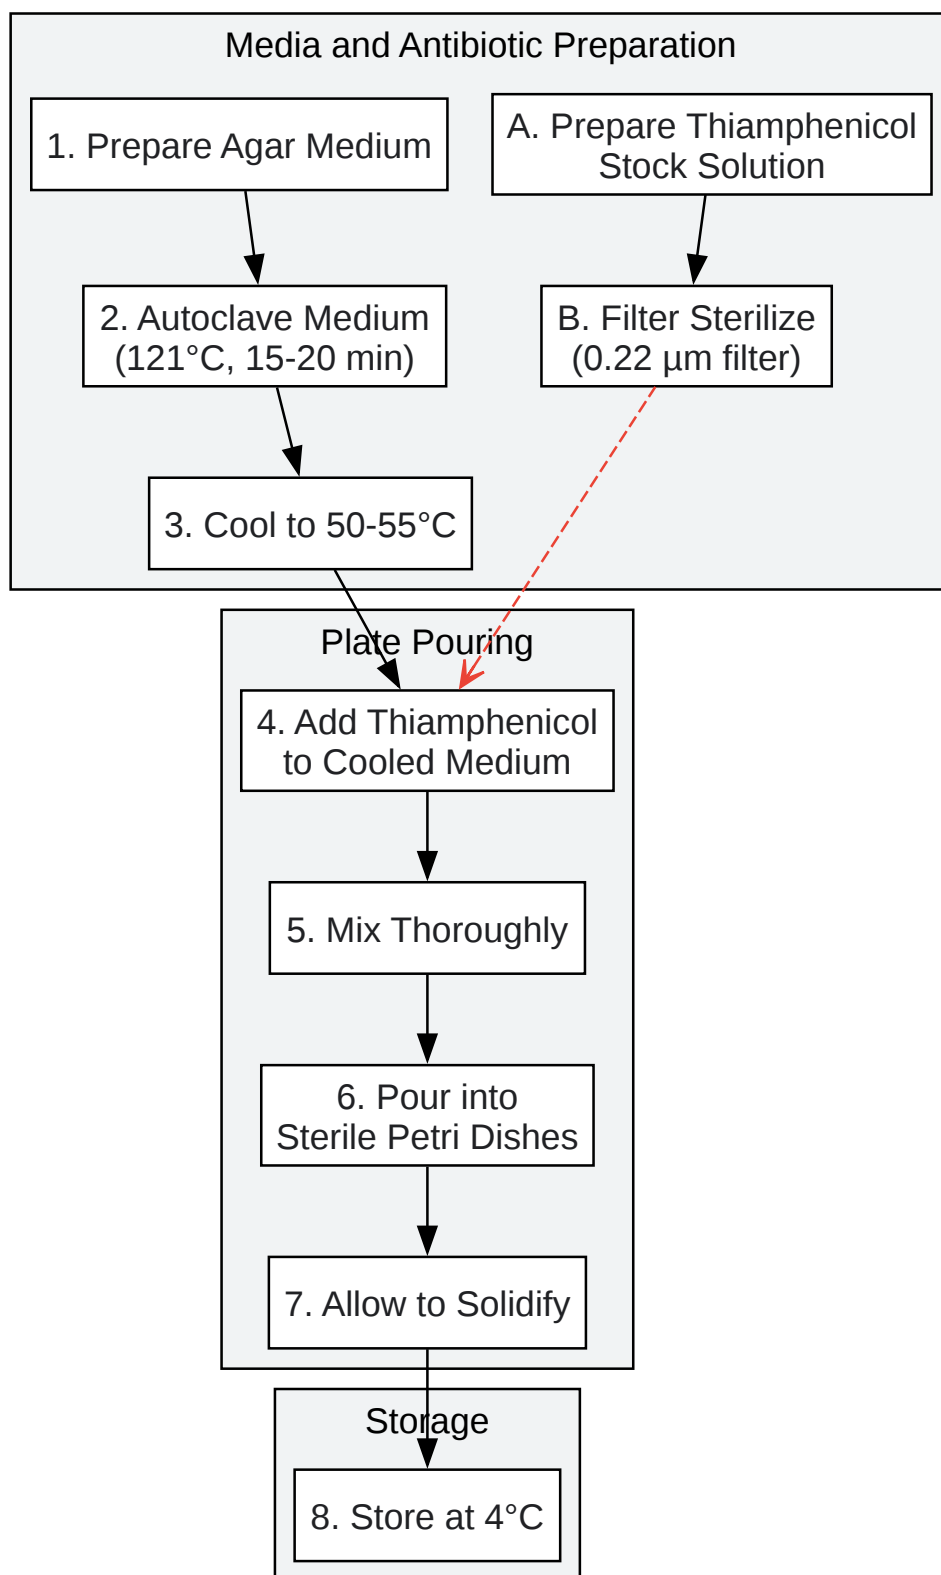 Media and Antibiotic Preparation
1. Prepare Agar Medium
A. Prepare Thiamphenicol
Stock Solution
2. Autoclave Medium
(121°C, 15-20 min)
B. Filter Sterilize
(0.22 µm filter)
3. Cool to 50-55°C
Plate Pouring
4. Add Thiamphenicol
to Cooled Medium
5. Mix Thoroughly
6. Pour into
Sterile Petri Dishes
7. Allow to Solidify
Storage
8. Store at 4°C